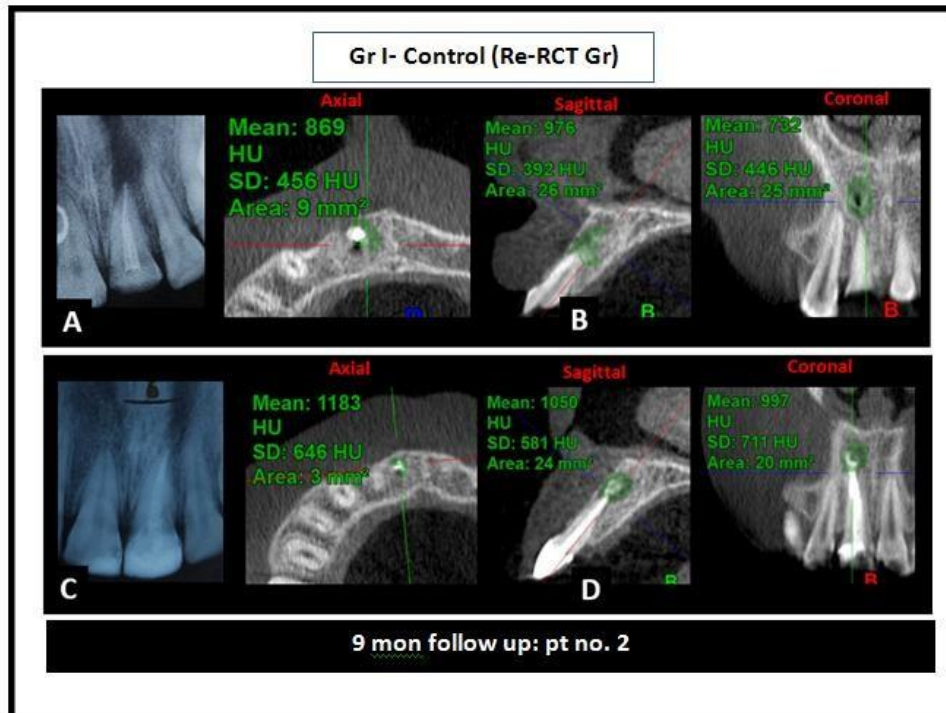 Gr I- Control (Re-RCT Gr)
Axial
Mean: 869
HU
SD: 456 HU
Area: 9 mm²
Sagittal
Mean: 976
HU
SD: 392 HU
Area: 26 mm²
Coronal
Mean: 732
HU
SD: 446 HU
Area: 25 mm²
A
B
B
B
Axial
Mean: 1183
HU
SD: 646 HU
Area: 3 mm²
Sagittal
Mean: 1050
HU
SD: 581 HU
Area: 24 mm²
Coronal
Mean: 997
HU
SD: 711 HU
Area: 20 mm²
C
D
B
B
9 mon follow up: pt no. 2